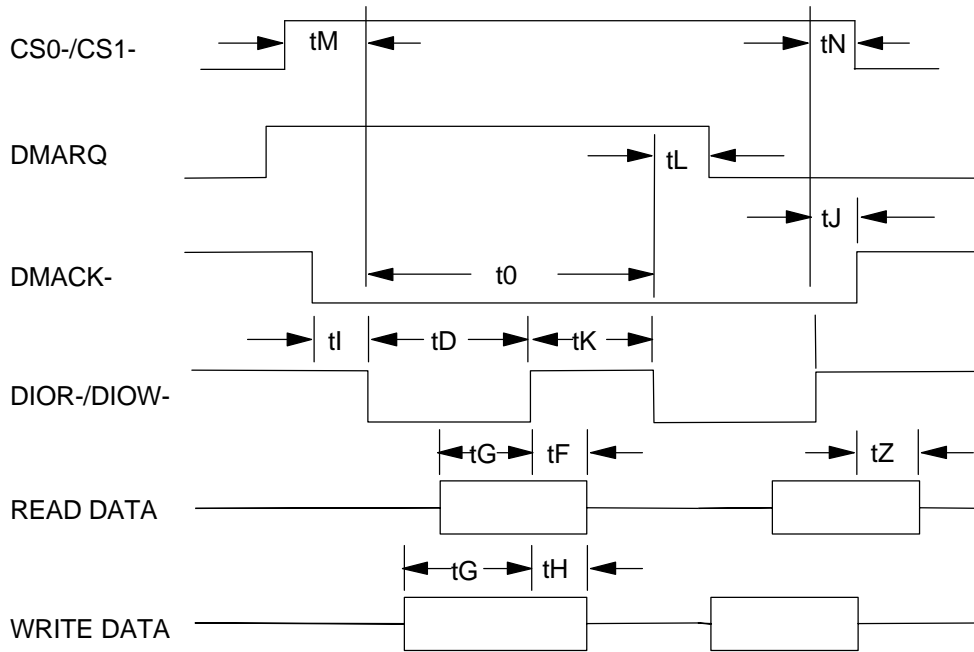 CS0-/CS1-
tM
tN
DMARQ
tL
tJ
DMACK-
t0
tI
tD
tK
DIOR-/DIOW-
tG
tF
tZ
READ DATA
tG
tH
WRITE DATA